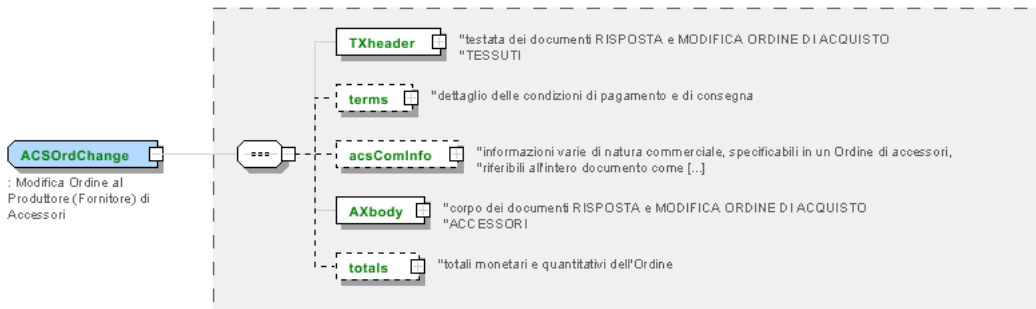 TXheader
"testata dei documenti RISPOSTA e MODIFICA ORDINE DI ACQUISTO
"TESSUTI
terms
"dettaglio delle condizioni di pagamento e di consegna
ACSOrdChange
: Modifica Ordine al
Produttore (Fornitore) di
Accessori
acsComInfo
"informazioni varie di natura commerciale, specificabili in un Ordine di accessori,
"riferibili all'intero documento come [...]
AXbody
"corpo dei documenti RISPOSTA e MODIFICA ORDINE DI ACQUISTO
"ACCESSORI
totals
"totali monetari e quantitativi dell'Ordine